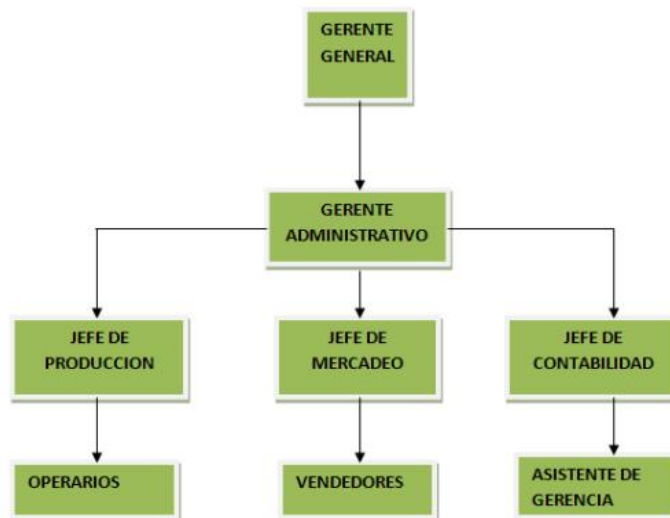 GERENTE
GENERAL
GERENTE
ADMINISTRATIVO
JEFE DE
PRODUCCION
JEFE DE
MERCADEO
JEFE DE
CONTABILIDAD
OPERARIOS
VENDEDORES
ASISTENTE DE
GERENCIA